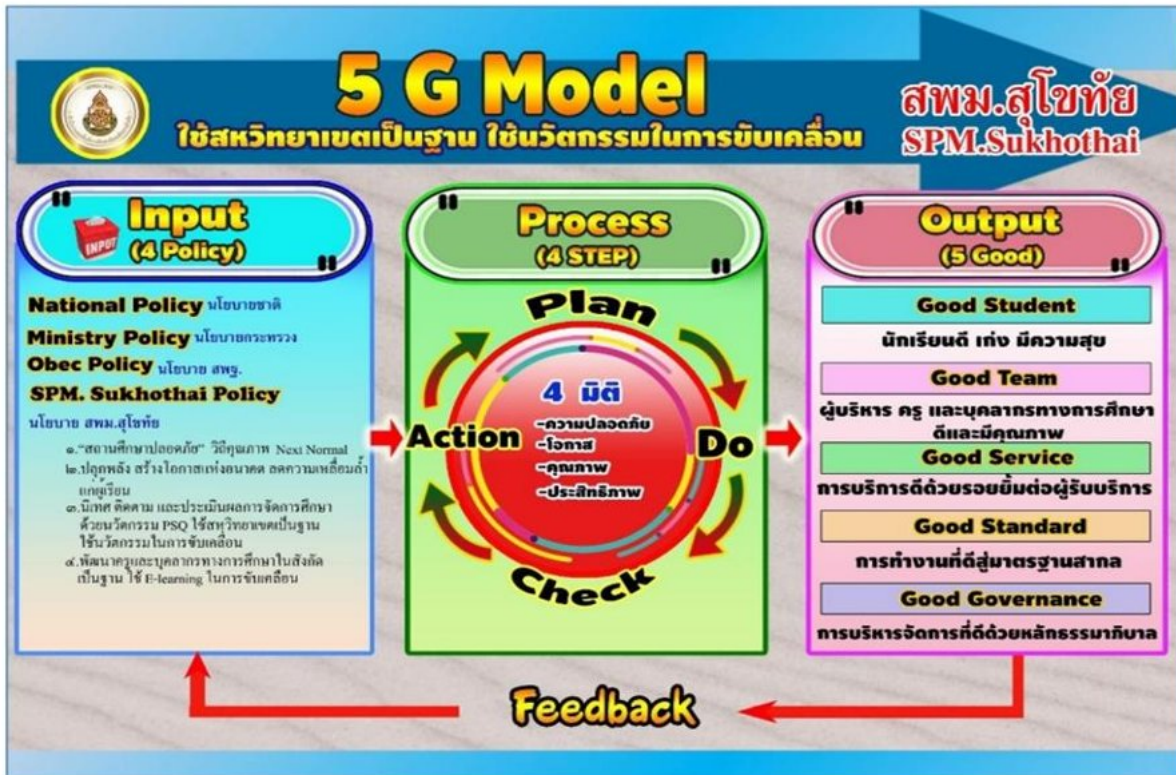 5 G Model
ใช้สหวิทยาเขตเป็นฐาน ใช้นวัตกรรมในการขับเคลื่อน
สพม.สุโขทัย
SPM.Sukhothai
" Input "
INPUT
(4 Policy)
National Policy นโยบายชาติ
Ministry Policy นโยบายกระทรวง
Obec Policy นโยบาย สพฐ.
SPM. Sukhothai Policy
นโยบาย สพม.สุโขทัย
๑."สถานศึกษาปลอดภัย" วิถีคุณภาพ Next Normal
๒.ปลุกพลัง สร้างโอกาสแห่งอนาคต ลดความเหลื่อมล้ำ
แก่ผู้เรียน
๓.นิเทศ ติดตาม และประเมินผลการจัดการศึกษา
ด้วยนวัตกรรม PSQ ใช้สหวิทยาเขตเป็นฐาน
ใช้นวัตกรรมในการขับเคลื่อน
๔.พัฒนาครูและบุคลากรทางการศึกษาในสังกัด
เป็นฐาน ใช้ E-learning ในการขับเคลื่อน
" Process "
(4 STEP)
Plan
Do
Check
Action
4 มิติ
-ความปลอดภัย
-โอกาส
-คุณภาพ
-ประสิทธิภาพ
" Output "
(5 Good)
Good Student
นักเรียนดี เก่ง มีความสุข
Good Team
ผู้บริหาร ครู และบุคลากรทางการศึกษา
ดีและมีคุณภาพ
Good Service
การบริการดีด้วยรอยยิ้มต่อผู้รับบริการ
Good Standard
การทำงานที่ดีสู่มาตรฐานสากล
Good Governance
การบริหารจัดการที่ดีด้วยหลักธรรมาภิบาล
Feedback